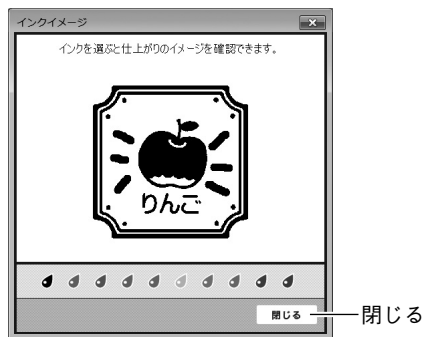 インクイメージ
インクを選ぶと仕上がりのイメージを確認できます。
りんご
閉じる
閉じる